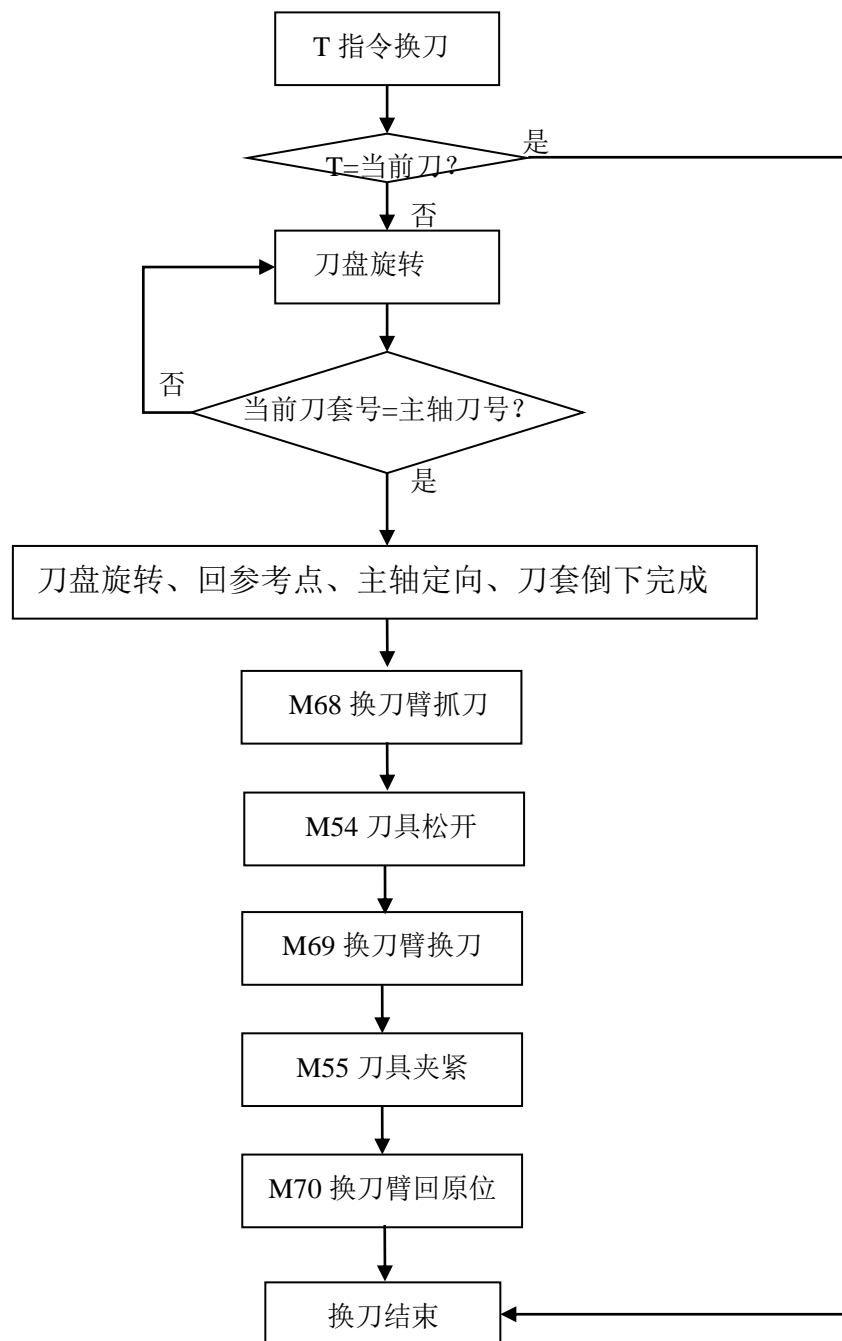 T 指令换刀
是
T=当前刀？
否
刀盘旋转
否
当前刀套号=主轴刀号？
是
刀盘旋转、回参考点、主轴定向、刀套倒下完成
M68 换刀臂抓刀
M54 刀具松开
M69 换刀臂换刀
M55 刀具夹紧
M70 换刀臂回原位
换刀结束